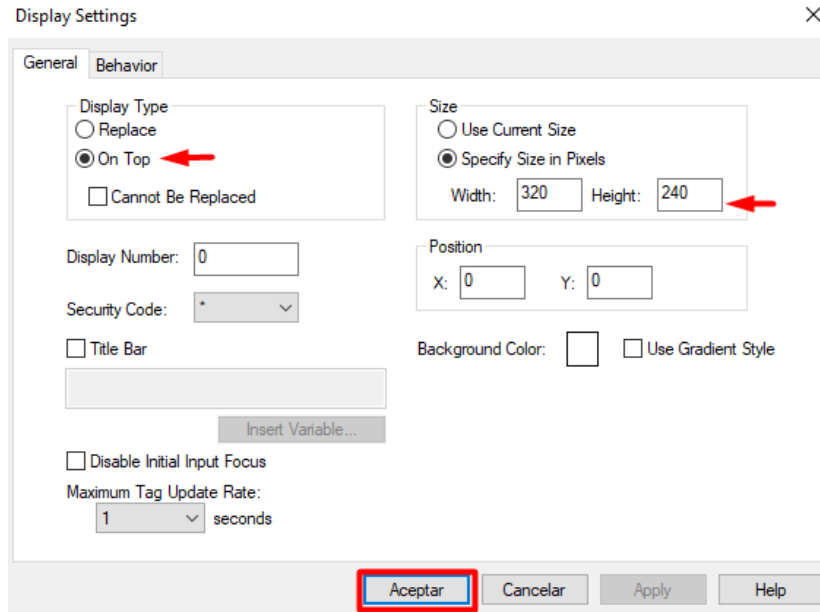 Display Settings
General Behavior
Display Type
Replace
On Top
Cannot Be Replaced
Size
Use Current Size
Specify Size in Pixels
Width: 320 Height: 240
Display Number: 0
Security Code: *
Position
X: 0 Y: 0
Title Bar
Background Color: Use Gradient Style
Insert Variable...
Disable Initial Input Focus
Maximum Tag Update Rate:
1 seconds
Aceptar Cancelar Apply Help